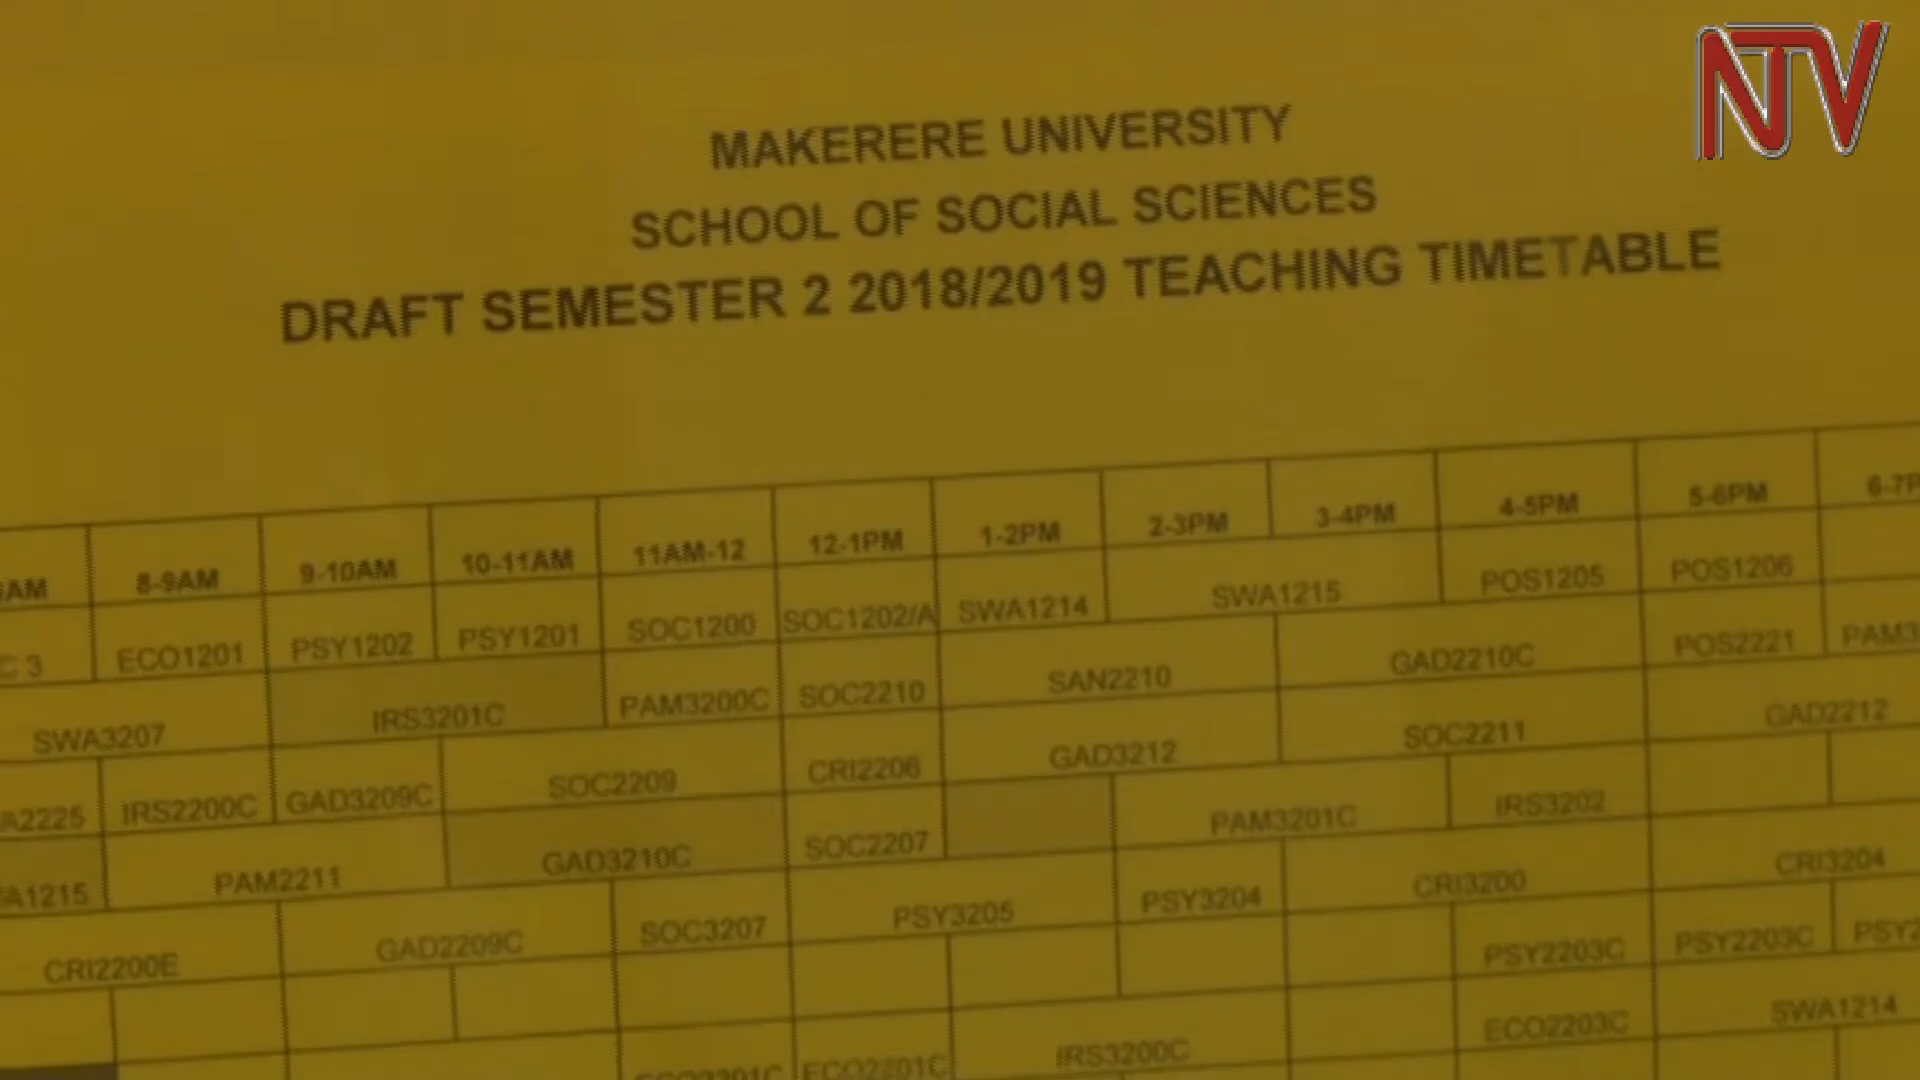 NTV
MAKERERE UNIVERSITY
SCHOOL OF SOCIAL SCIENCES
DRAFT SEMESTER 2 2018/2019 TEACHING TIMETABLE
8-9AM 9-10AM 10-11AM 11AM-12 12-1PM 1-2PM 2-3PM 3-4PM 4-5PM 5-6PM
ECO1201 PSY1202 PSY1201 SOC1200 SOC1202/A SWA1214 SWA1215 POS1205 POS1206
SWA3207 IRS3201C PAM3200C SOC2210 SAN2210 GAD2210C POS2221
IRS2200C GAD3209C SOC2209 CRI2206 GAD3212 SOC2211 GAD2212
PAM2211 GAD3210C SOC2207 PAM3201C IRS3202
CRI2200E GAD2209C SOC3207 PSY3205 PSY3204 CRI3200 CRI3204
PSY2203C PSY2203C
ECO2201C IRS3200C ECO2203C SWA1214